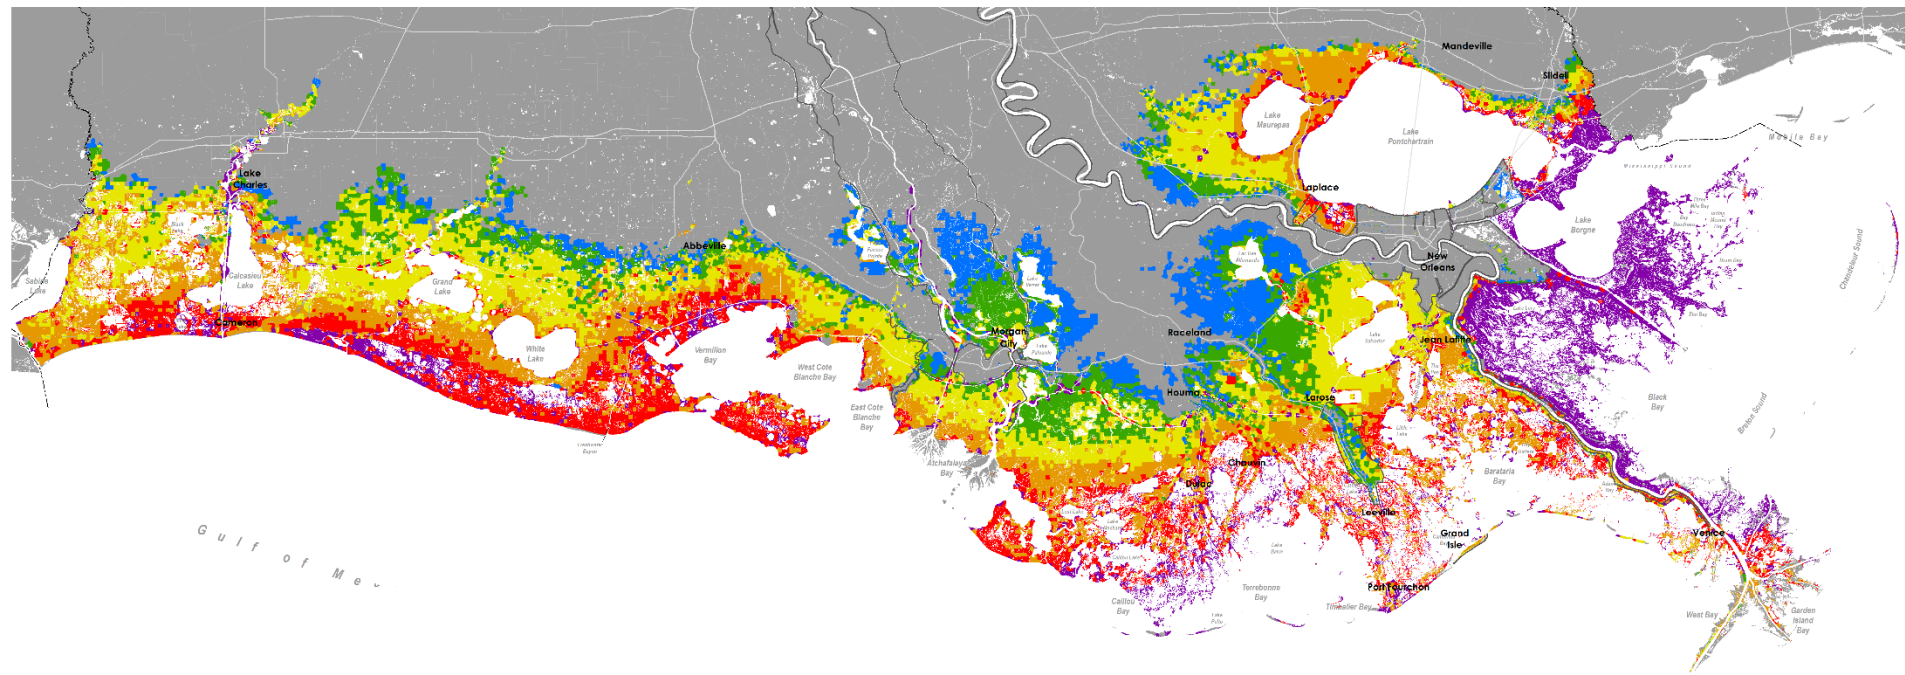 Mandeville
Slidell
Lake
Maurepas
Lake
Pontchartrain
Mobile Bay
Mississippi Sound
Lake
Charles
Laplace
Lake
Borgne
Chandeleur Sound
Abbeville
New
Orleans
Sabine
Lake
Calcasieu
Lake
Grand
Lake
Cameron
Morgan
City
Raceland
Jean Lafitte
White
Lake
Vermilion
Bay
West Cote
Blanche Bay
East Cote
Blanche
Bay
Houma
Larose
Black
Bay
Breton Sound
Atchafalaya
Bay
Chauvin
Dulac
Barataria
Bay
Leeville
Grand
Isle
Venice
Gulf of Me
Port Fourchon
Caillou
Bay
Terrebonne
Bay
Timbalier Bay
West Bay
Garden
Island
Bay